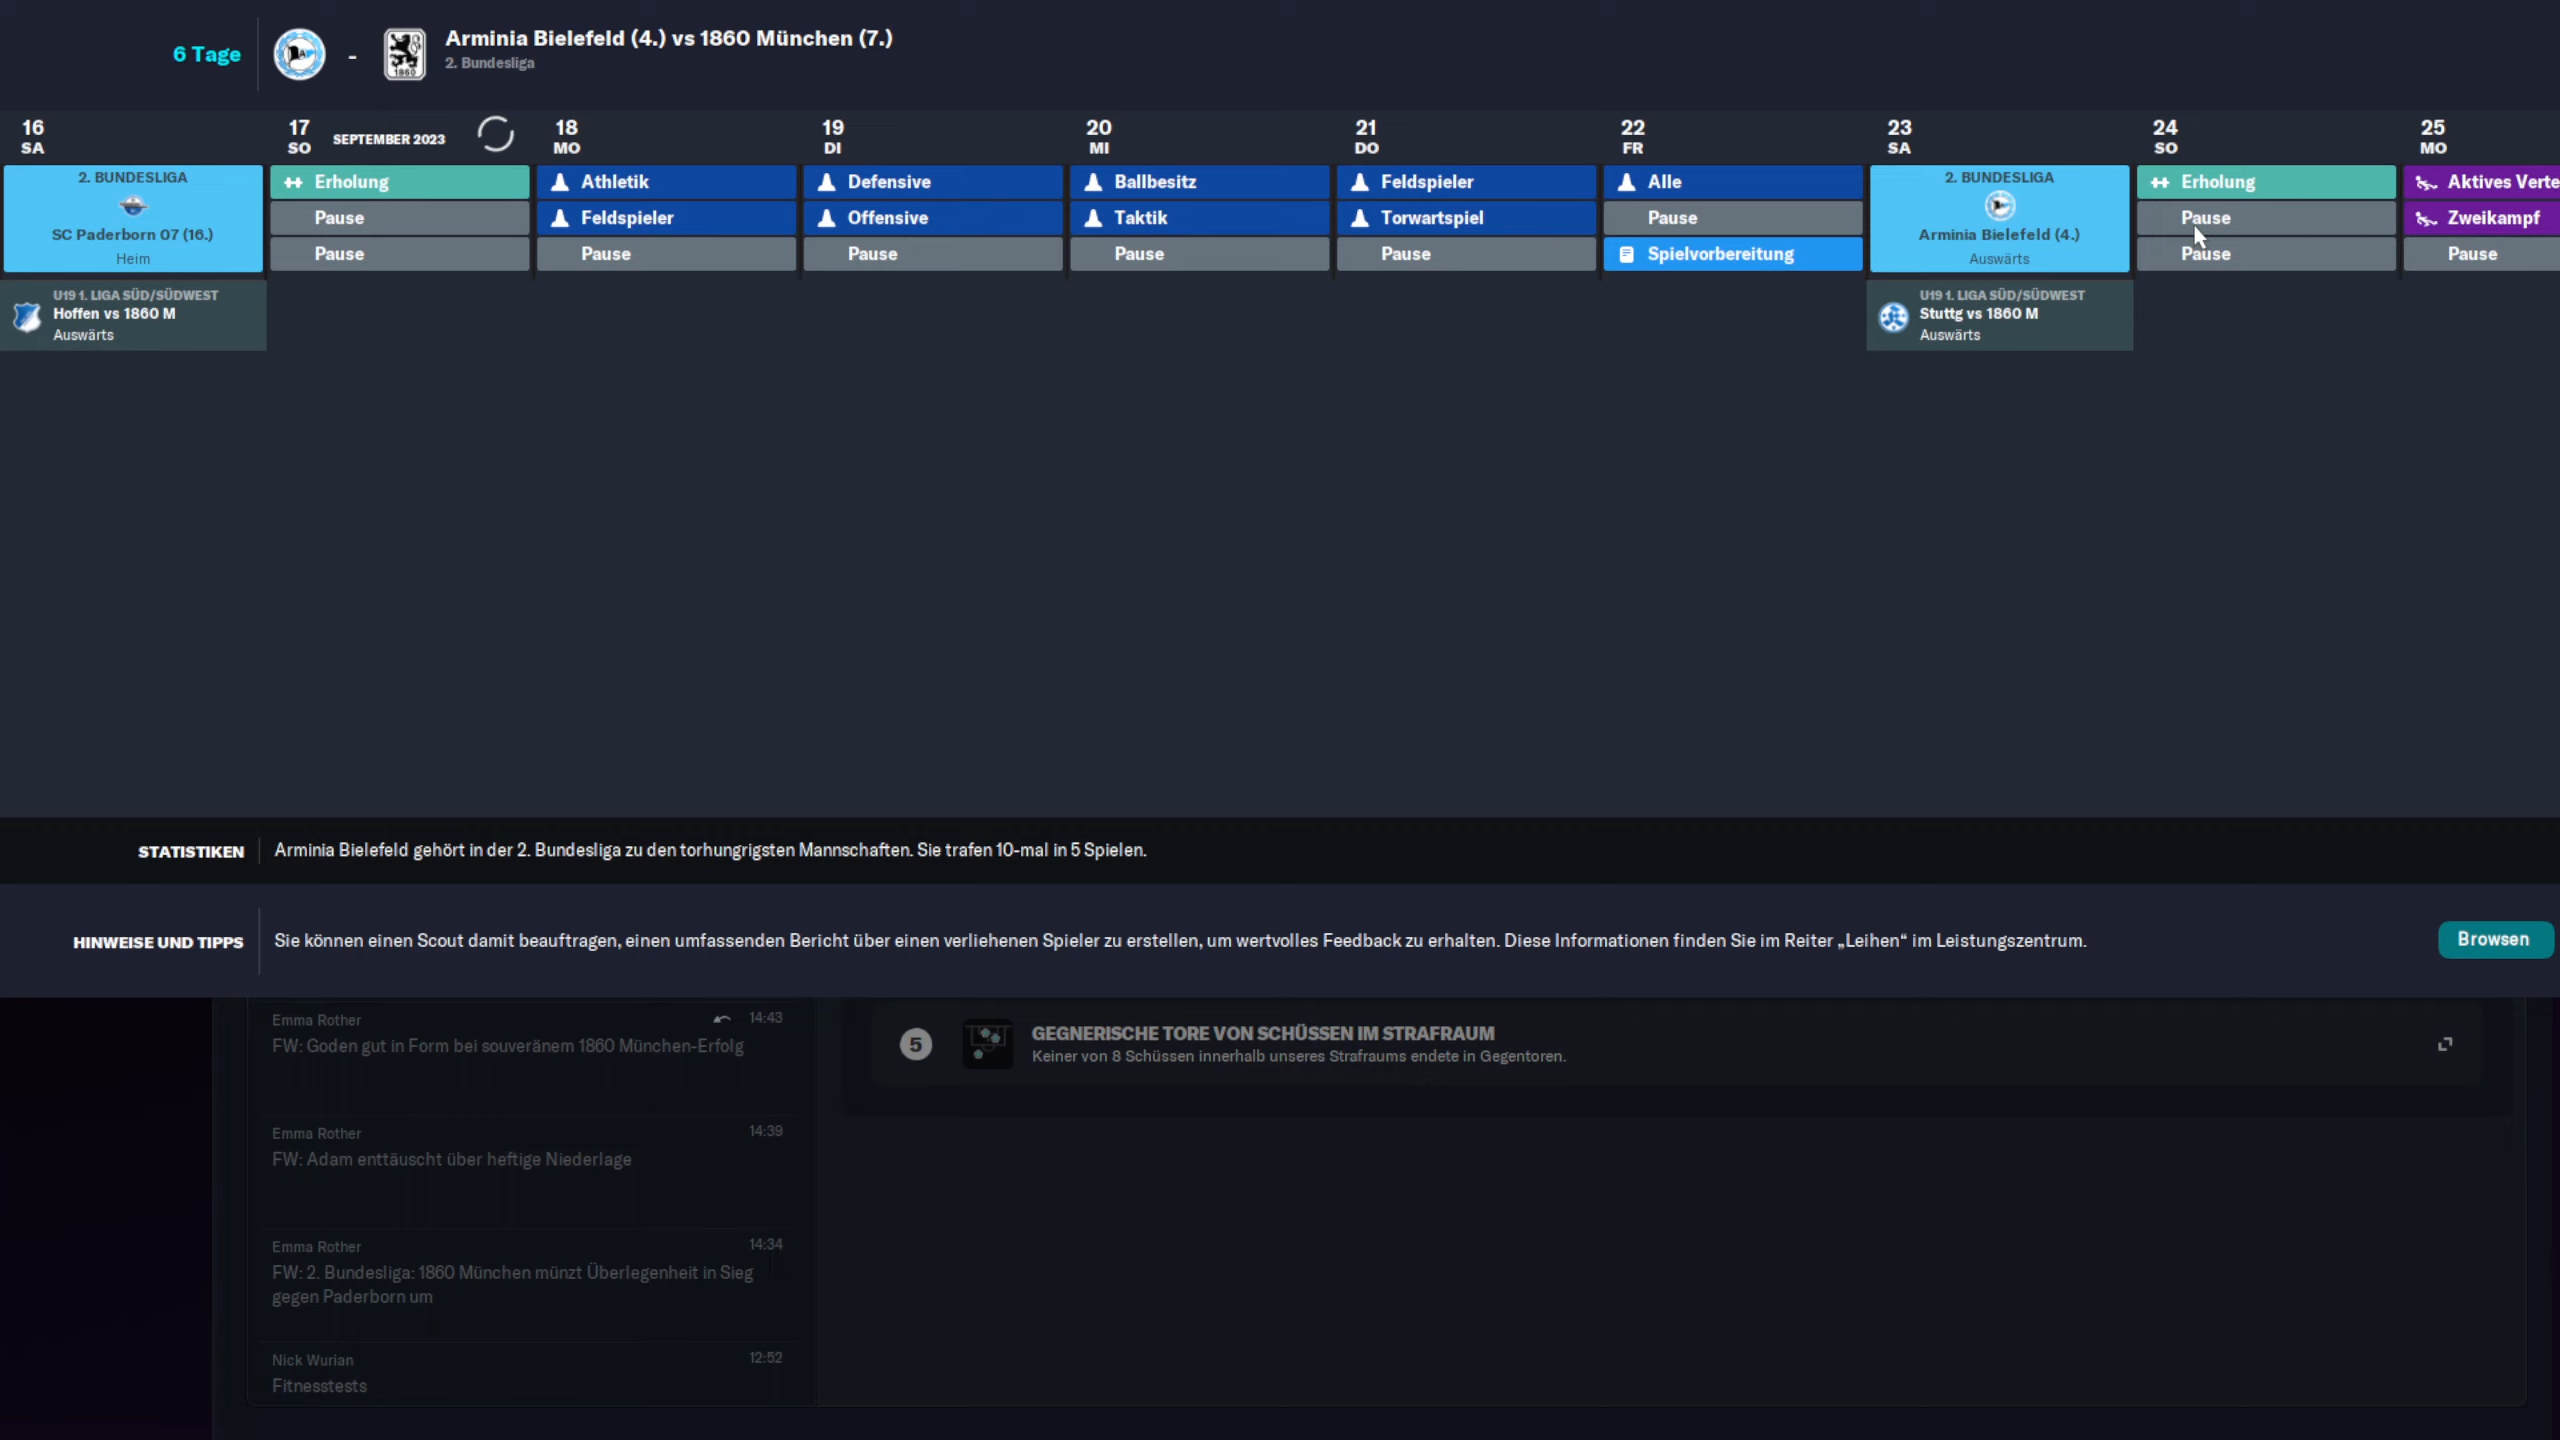 6 Tage
-
1860
Arminia Bielefeld (4.) vs 1860 München (7.)
2. Bundesliga
16
SA
17
SO
SEPTEMBER 2023
18
MO
19
DI
20
MI
21
DO
22
FR
23
SA
24
SO
25
MO
2. BUNDESLIGA
SC Paderborn 07 (16.)
Heim
U19 1. LIGA SÜD/SÜDWEST
Hoffen vs 1860 M
Auswärts
Erholung
Pause
Pause
Athletik
Feldspieler
Pause
Defensive
Offensive
Pause
Ballbesitz
Taktik
Pause
Feldspieler
Torwartspiel
Pause
Alle
Pause
Spielvorbereitung
2. BUNDESLIGA
Arminia Bielefeld (4.)
Auswärts
U19 1. LIGA SÜD/SÜDWEST
Stuttg vs 1860 M
Auswärts
Erholung
Pause
Pause
Aktives Verte
Zweikampf
Pause
STATISTIKEN
Arminia Bielefeld gehört in der 2. Bundesliga zu den torhungrigsten Mannschaften. Sie trafen 10-mal in 5 Spielen.
HINWEISE UND TIPPS
Sie können einen Scout damit beauftragen, einen umfassenden Bericht über einen verliehenen Spieler zu erstellen, um wertvolles Feedback zu erhalten. Diese Informationen finden Sie im Reiter „Leihen“ im Leistungszentrum.
Browsen
Emma Rother
14:43
FW: Goden gut in Form bei souveränem 1860 München-Erfolg
Emma Rother
14:39
FW: Adam enttäuscht über heftige Niederlage
Emma Rother
14:34
FW: 2. Bundesliga: 1860 München münzt Überlegenheit in Sieg
gegen Paderborn um
Nick Wurian
12:52
Fitnesstests
5
GEGNERISCHE TORE VON SCHÜSSEN IM STRAFRAUM
Keiner von 8 Schüssen innerhalb unseres Strafraums endete in Gegentoren.